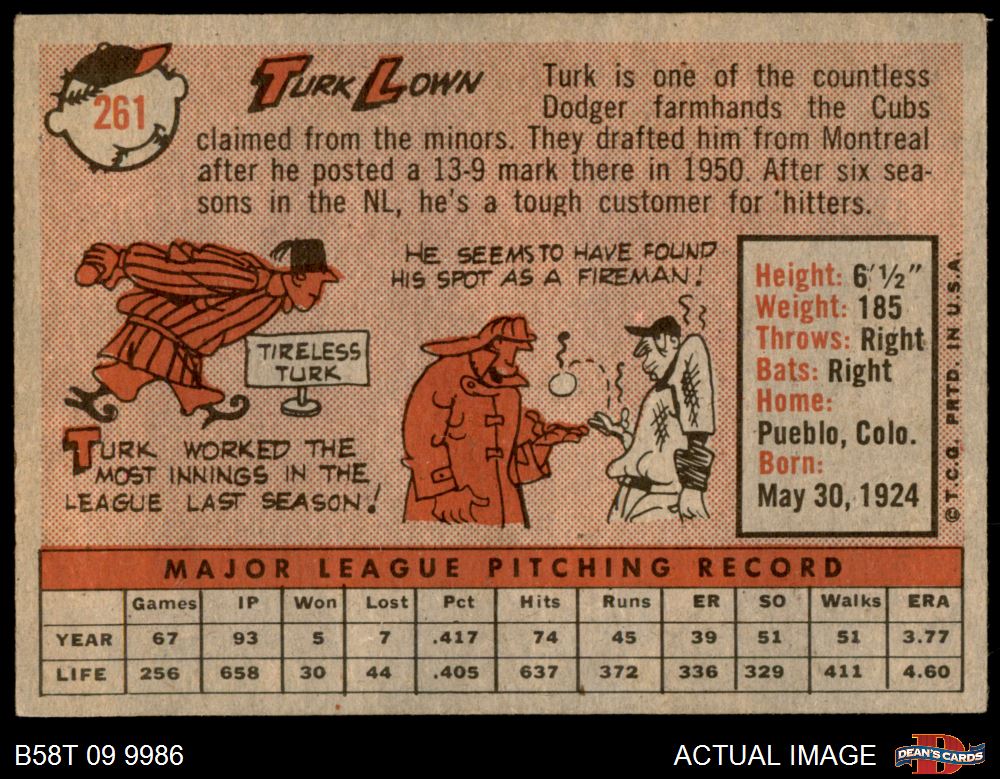 261
TURK LOWN
Turk is one of the countless
Dodger farmhands the Cubs
claimed from the minors. They drafted him from Montreal
after he posted a 13-9 mark there in 1950. After six sea-
sons in the NL, he's a tough customer for hitters.
TIRELESS
TURK
TURK WORKED THE
MOST INNINGS IN THE
LEAGUE LAST SEASON!
HE SEEMS TO HAVE FOUND
HIS SPOT AS A FIREMAN!
Height: 6' ½"
Weight: 185
Throws: Right
Bats: Right
Home:
Pueblo, Colo.
Born:
May 30, 1924
© T.C.G. PRTD. IN U.S.A.
MAJOR LEAGUE PITCHING RECORD
Games IP Won Lost Pct Hits Runs ER SO Walks ERA
YEAR 67 93 5 7 .417 74 45 39 51 51 3.77
LIFE 256 658 30 44 .405 637 372 336 329 411 4.60
B58T 09 9986
ACTUAL IMAGE
D
DEAN'S CARDS